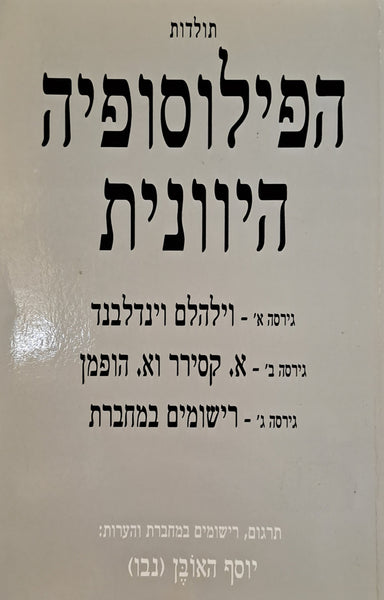 תולדות
הפילוסופיה
היוונית
גירסה א׳ - וילהלם וינדלבנד
גירסה ב׳ - א. קסירר וא. הופמן
גירסה ג׳ - רישומים במחברת
תרגום, רישומים במחברת והערות:
יוסף האוֹבֶּן (נבו)